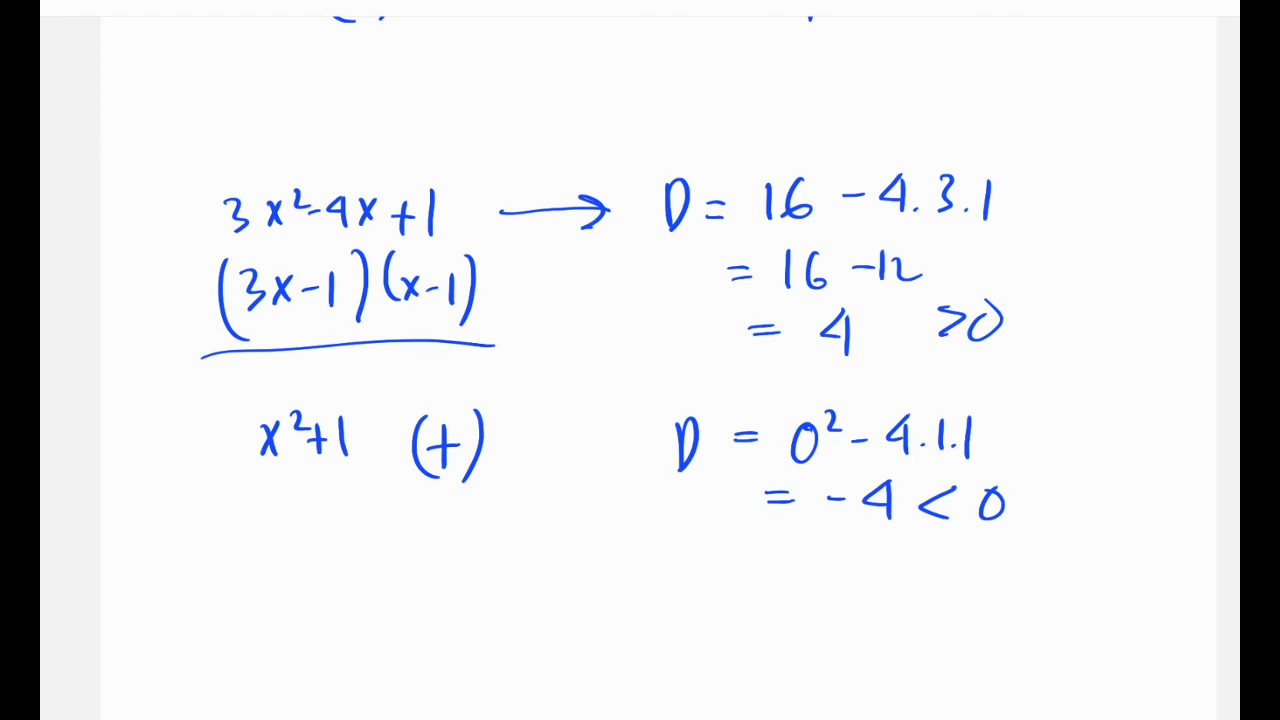 3x²-4x+1 → D = 16 - 4.3.1
(3x-1)(x-1) = 16 -12
= 4 >0
x²+1 (+) D = 0² - 4.1.1
= -4 < 0